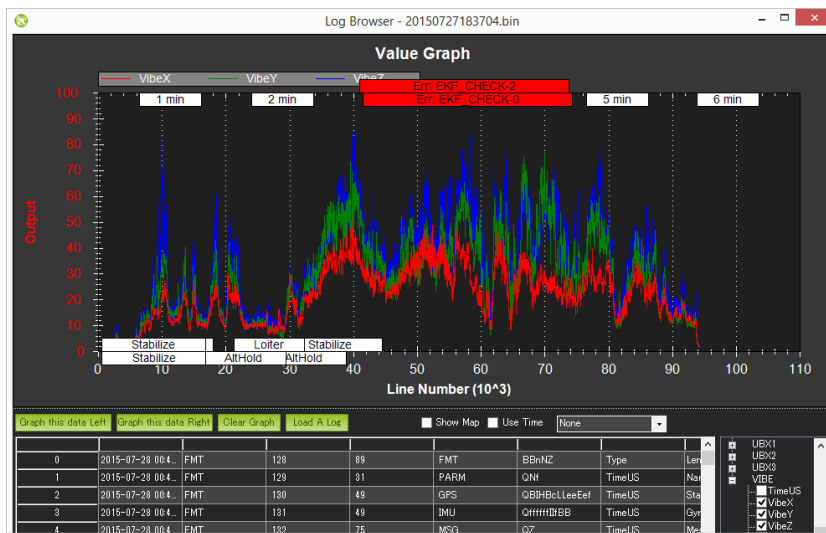 Log Browser - 20150727183704.bin
Value Graph
VibeX VibeY VibeZ
Err: EKF_CHECK-2
Err: EKF_CHECK-0
1 min 2 min 5 min 6 min
100
90
80
70
60
50
40
30
20
10
0
Output
Stabilize Loiter Stabilize
Stabilize AltHold AltHold
0 10 20 30 40 50 60 70 80 90 100 110
Line Number (10^3)
Graph this data Left Graph this data Right Clear Graph Load A Log Show Map Use Time None
0 2015-07-28 00:4... FMT 128 89 FMT BBnNZ Type Len
1 2015-07-28 00:4... FMT 129 31 PARM QNf TimeUS Nar
2 2015-07-28 00:4... FMT 130 49 GPS QBIHBcLLeeEef TimeUS Sta
3 2015-07-28 00:4... FMT 131 49 IMU QffffffIIfBB TimeUS Gyr
4 2015-07-28 00:4... FMT 132 75 MSG QZ TimeUS Mes
UBX1
UBX2
UBX3
VIBE
TimeUS
VibeX
VibeY
VibeZ